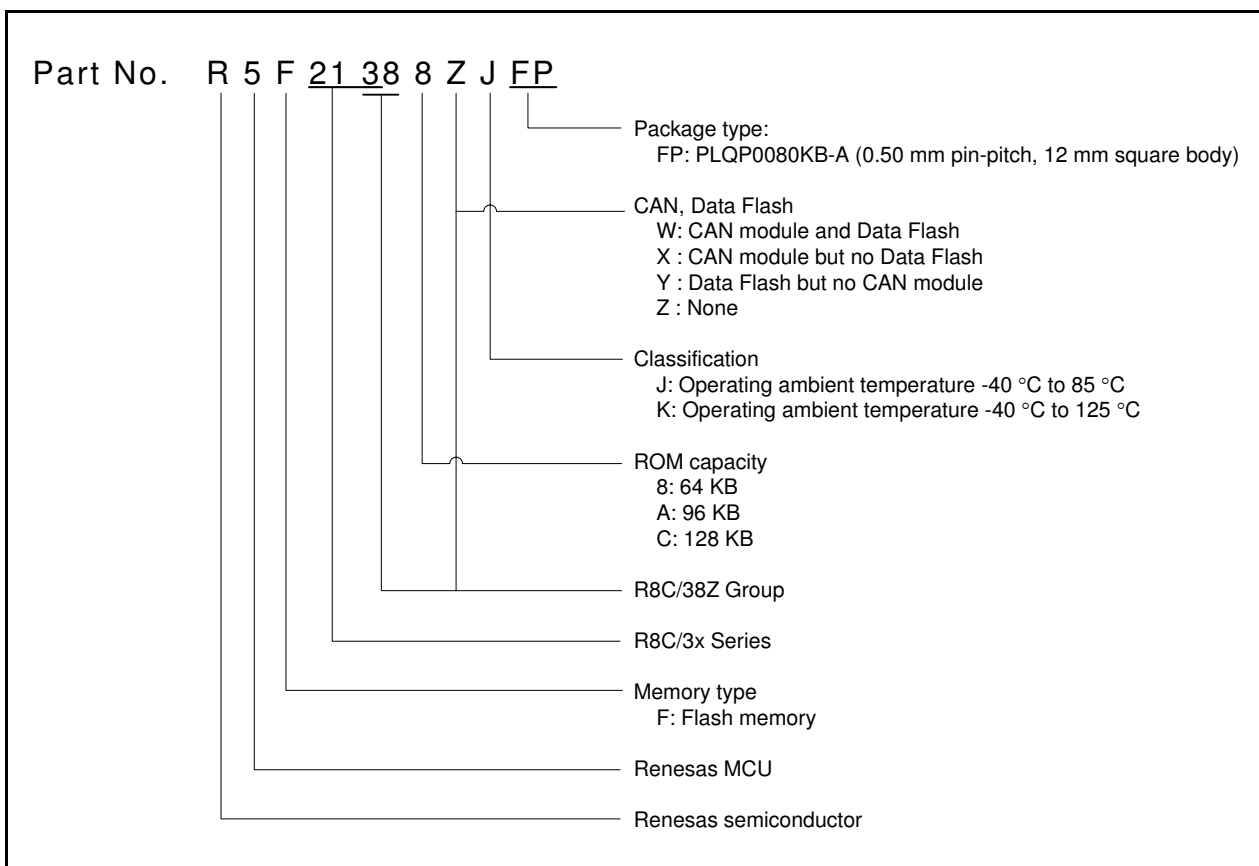 Part No. R 5 F 21 38 8 Z J FP
Package type:
FP: PLQP0080KB-A (0.50 mm pin-pitch, 12 mm square body)
CAN, Data Flash
W: CAN module and Data Flash
X : CAN module but no Data Flash
Y : Data Flash but no CAN module
Z : None
Classification
J: Operating ambient temperature -40 °C to 85 °C
K: Operating ambient temperature -40 °C to 125 °C
ROM capacity
8: 64 KB
A: 96 KB
C: 128 KB
R8C/38Z Group
R8C/3x Series
Memory type
F: Flash memory
Renesas MCU
Renesas semiconductor